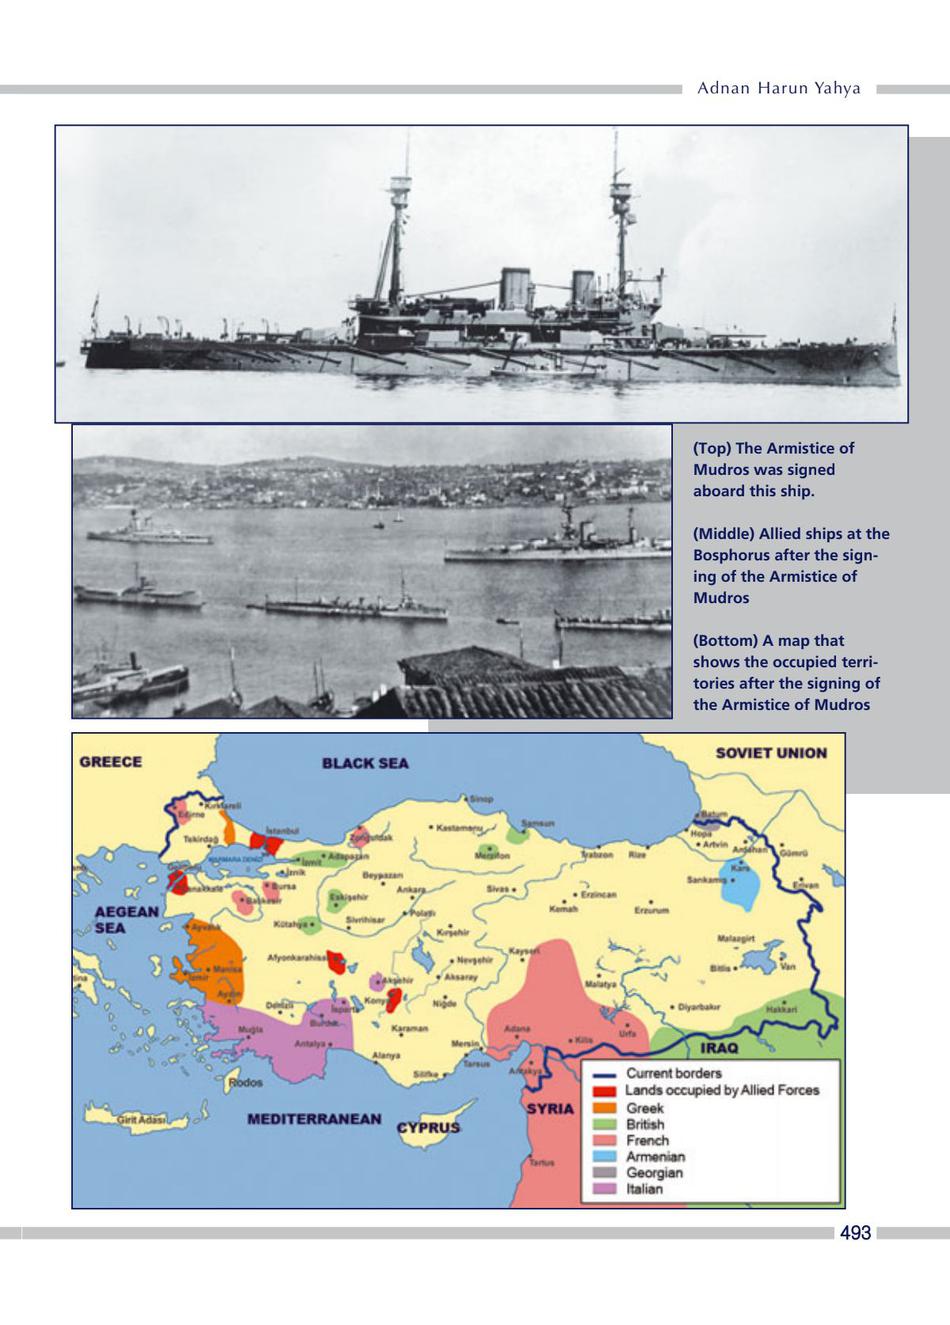 Adnan Harun Yahya
(Top) The Armistice of
Mudros was signed
aboard this ship.
(Middle) Allied ships at the
Bosphorus after the sign-
ing of the Armistice of
Mudros
(Bottom) A map that
shows the occupied terri-
tories after the signing of
the Armistice of Mudros
GREECE
BLACK SEA
SOVIET UNION
Sinop
Kırklareli
Edirne
İstanbul
Kastamonu
Samsun
Batum
Hopa
Artvin
Ardahan
Gümrü
Tekirdağ
Zonguldak
MARMARA DENİZİ
İzmit
Adapazarı
Merzifon
Trabzon
Rize
Kars
İznik
Beypazarı
Sarıkamış
Erivan
Çanakkale
Bursa
Ankara
Sivas
Erzincan
Balıkesir
Eskişehir
Kemah
Erzurum
AEGEAN
SEA
Polatlı
Sivrihisar
Kütahya
Ayvalık
Kırşehir
Malazgirt
Kayseri
Afyonkarahisar
Nevşehir
Bitlis
Van
Manisa
İzmir
Akşehir
Aksaray
Malatya
Aydın
Konya
Niğde
Denizli
Isparta
Diyarbakır
Hakkari
Burdur
Muğla
Karaman
Adana
Urfa
Antalya
Mersin
Kilis
IRAQ
Alanya
Tarsus
Antakya
Silifke
Rodos
Girit Adası
MEDITERRANEAN
CYPRUS
SYRIA
Tartus
Current borders
Lands occupied by Allied Forces
Greek
British
French
Armenian
Georgian
Italian
493